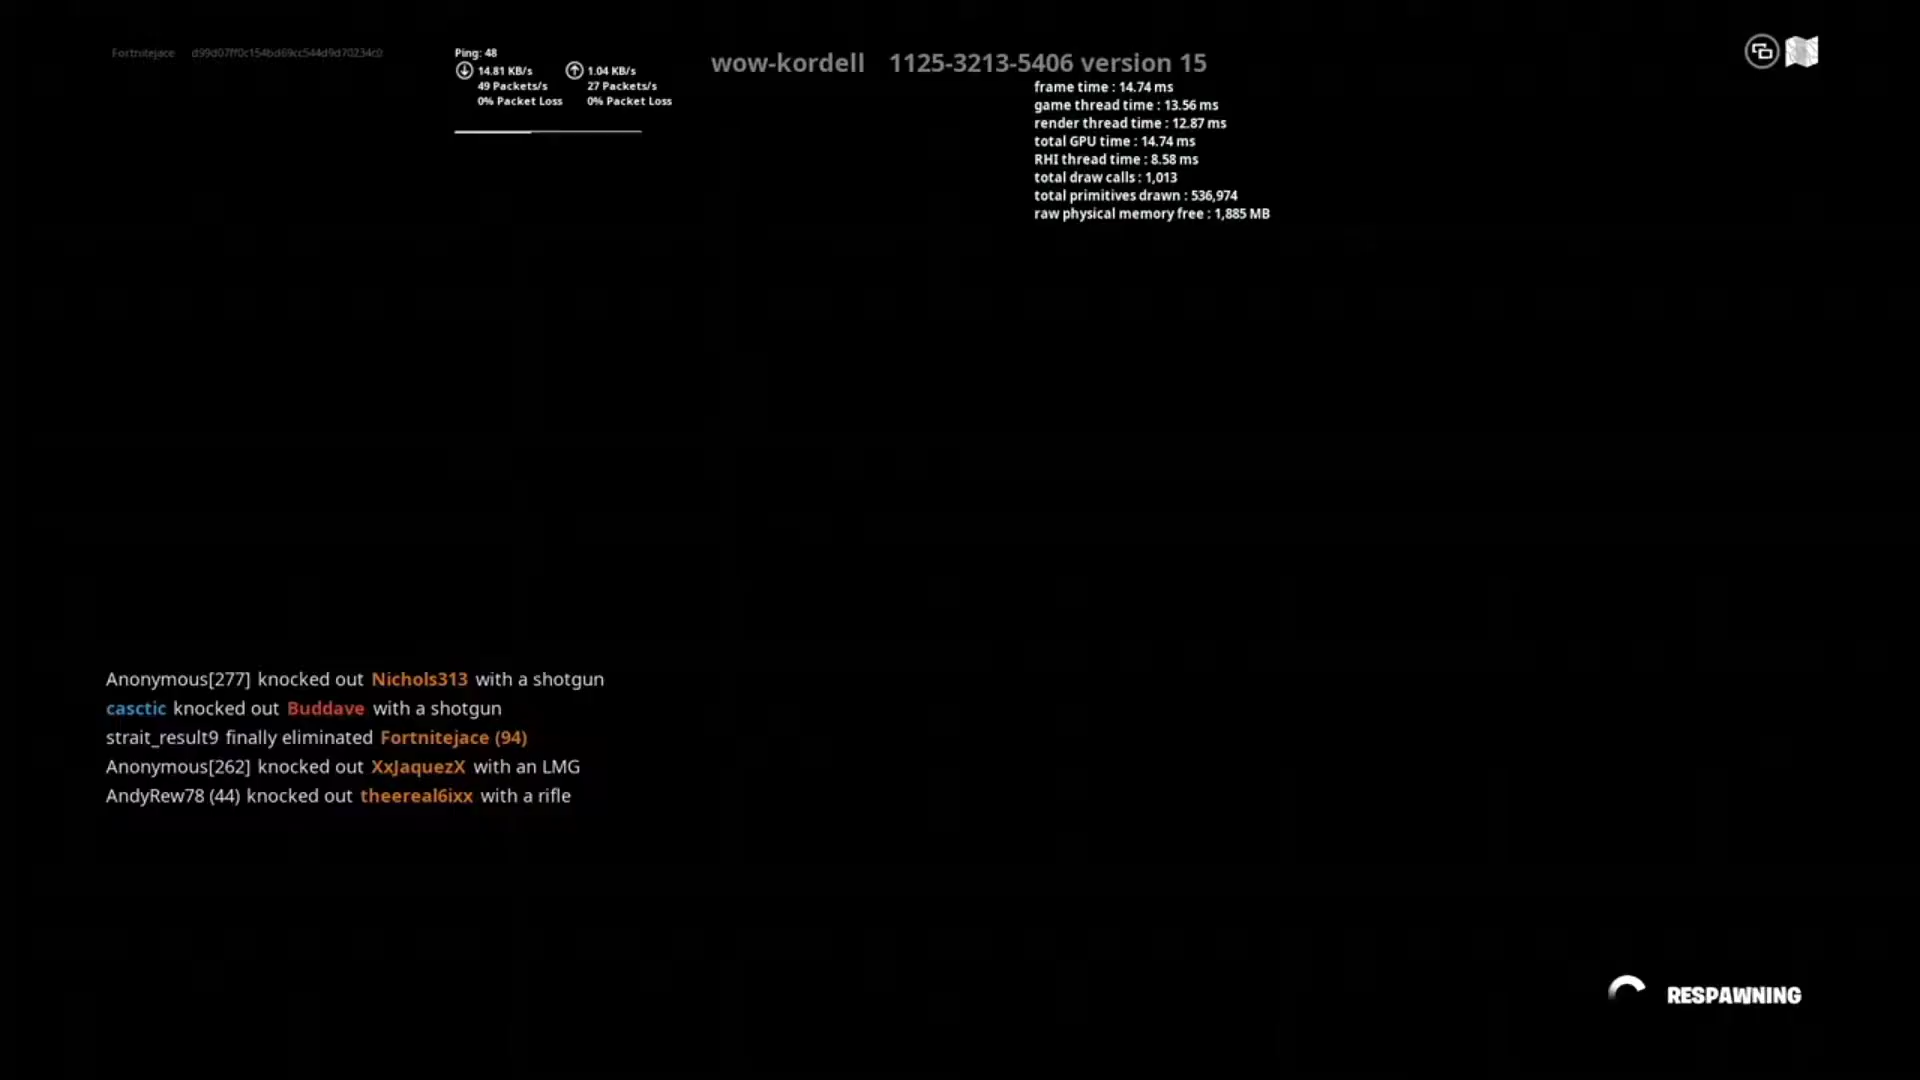 Fortnitejace
Ping: 48
14.81 KB/s 1.04 KB/s
49 Packets/s 27 Packets/s
0% Packet Loss 0% Packet Loss
wow-kordell 1125-3213-5406 version 15
frame time : 14.74 ms
game thread time : 13.56 ms
render thread time : 12.87 ms
total GPU time : 14.74 ms
RHI thread time : 8.58 ms
total draw calls : 1,013
total primitives drawn : 536,974
raw physical memory free : 1,885 MB
Anonymous[277] knocked out Nichols313 with a shotgun
casctic knocked out Buddave with a shotgun
strait_result9 finally eliminated Fortnitejace (94)
Anonymous[262] knocked out XxJaquezX with an LMG
AndyRew78 (44) knocked out theereal6ixx with a rifle
RESPAWNING